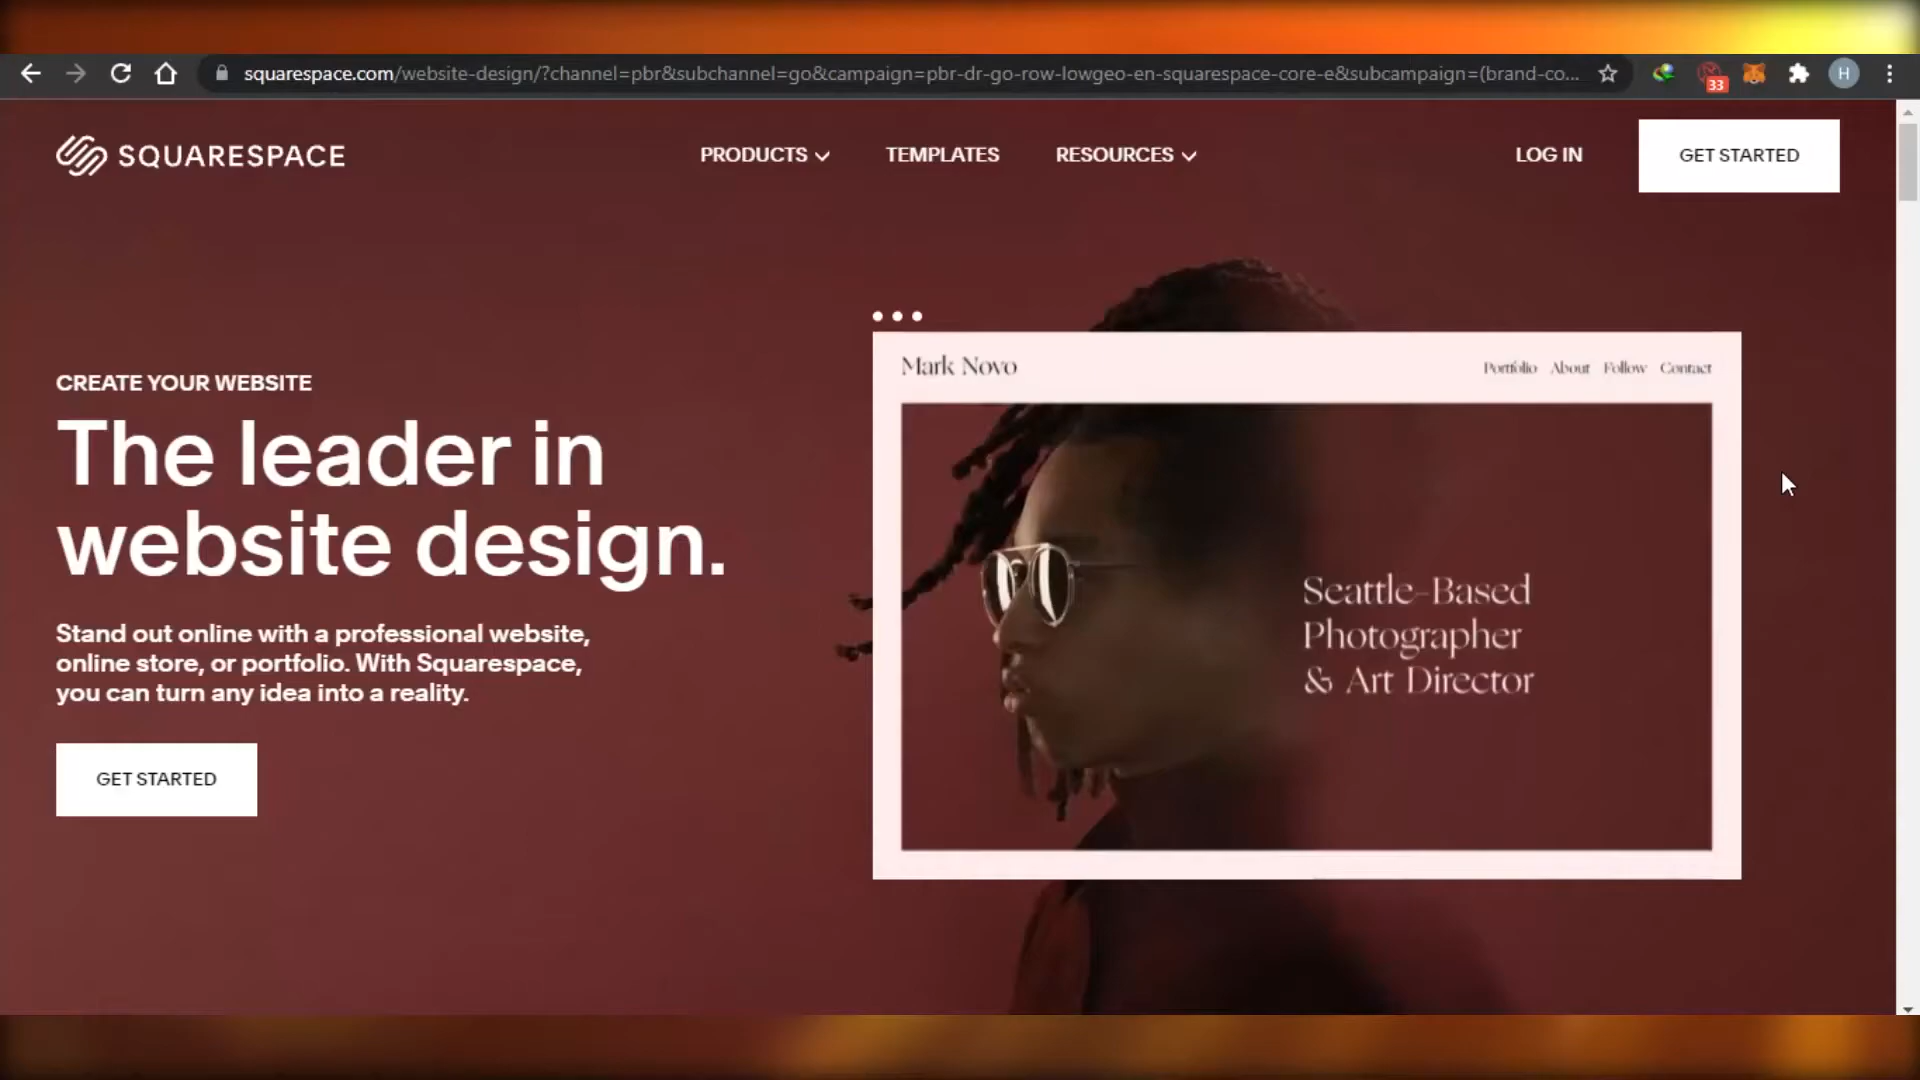 squarespace.com/website-design/?channel=pbr&subchannel=go&campaign=pbr-dr-go-row-lowgeo-en-squarespace-core-e&subcampaign=(brand-co...
33
H
SQUARESPACE
PRODUCTS
TEMPLATES
RESOURCES
LOG IN
GET STARTED
CREATE YOUR WEBSITE
The leader in
website design.
Stand out online with a professional website,
online store, or portfolio. With Squarespace,
you can turn any idea into a reality.
GET STARTED
Mark Novo
Portfolio About Follow Contact
Seattle-Based
Photographer
& Art Director